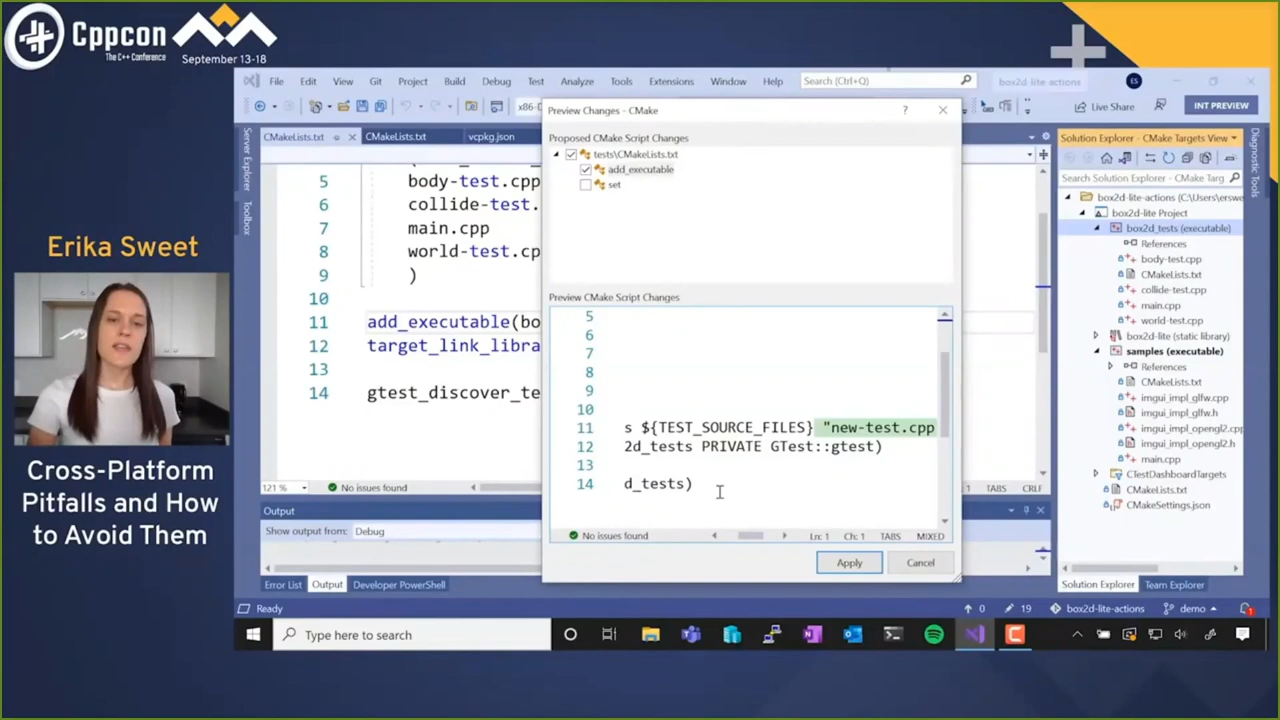 Cppcon
The C++ Conference
September 13-18
File Edit View Git Project Build Debug Test Analyze Tools Extensions Window Help
Search (Ctrl+Q)
box2d-lite-actions
ES
x86-D
Live Share
INT PREVIEW
CMakeLists.txt
CMakeLists.txt
vcpkg.json
Server Explorer
Toolbox
5 body-test.cpp
6 collide-test.
7 main.cpp
8 world-test.cp
9 )
10
11 add_executable(bo
12 target_link_libra
13
14 gtest_discover_te
121 %
No issues found
TABS
CRLF
Output
Show output from: Debug
Error List
Output
Developer PowerShell
Preview Changes - CMake
?
Proposed CMake Script Changes
tests\CMakeLists.txt
add_executable
set
Preview CMake Script Changes
5
6
7
8
9
10
11 s ${TEST_SOURCE_FILES} "new-test.cpp
12 2d_tests PRIVATE GTest::gtest)
13
14 d_tests)
No issues found
Ln: 1 Ch: 1 TABS MIXED
Apply
Cancel
Solution Explorer - CMake Targets View
Search Solution Explorer - CMake Targ
box2d-lite-actions (C:\Users\erswe
box2d-lite Project
box2d_tests (executable)
References
body-test.cpp
CMakeLists.txt
collide-test.cpp
main.cpp
world-test.cpp
box2d-lite (static library)
samples (executable)
References
CMakeLists.txt
imgui_impl_glfw.cpp
imgui_impl_glfw.h
imgui_impl_opengl2.cpp
imgui_impl_opengl2.h
main.cpp
CTestDashboardTargets
CMakeLists.txt
CMakeSettings.json
Solution Explorer
Team Explorer
Diagnostic Tools
Ready
0
19
box2d-lite-actions
demo
1
Type here to search
Erika Sweet
Cross-Platform
Pitfalls and How
to Avoid Them